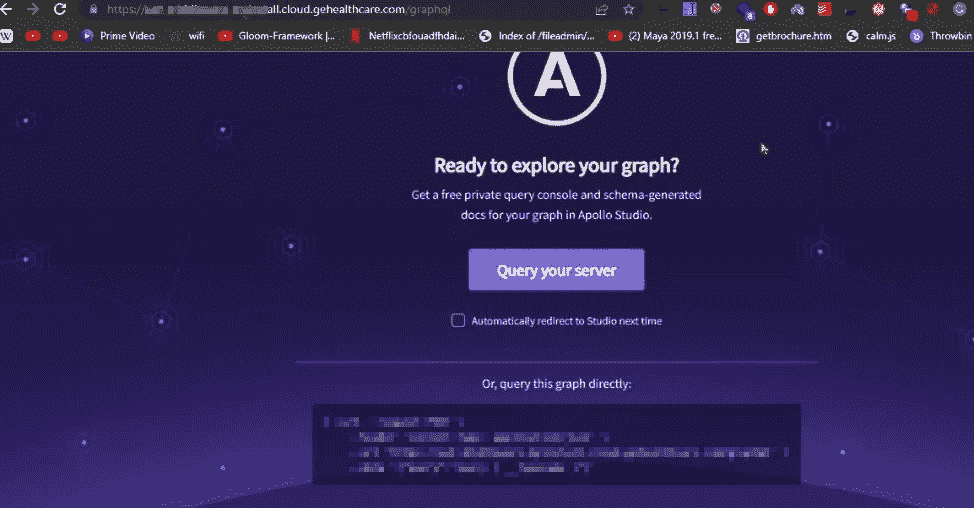 https:// all.cloud.gehealthcare.com/graphql
Prime Video wifi Gloom-Framework |... Netflixcbfouadfhdai... Index of /fileadmin/... (2) Maya 2019.1 fre... getbrochure.htm calm.js Throwbin
A
Ready to explore your graph?
Get a free private query console and schema-generated
docs for your graph in Apollo Studio.
Query your server
Automatically redirect to Studio next time
Or, query this graph directly: